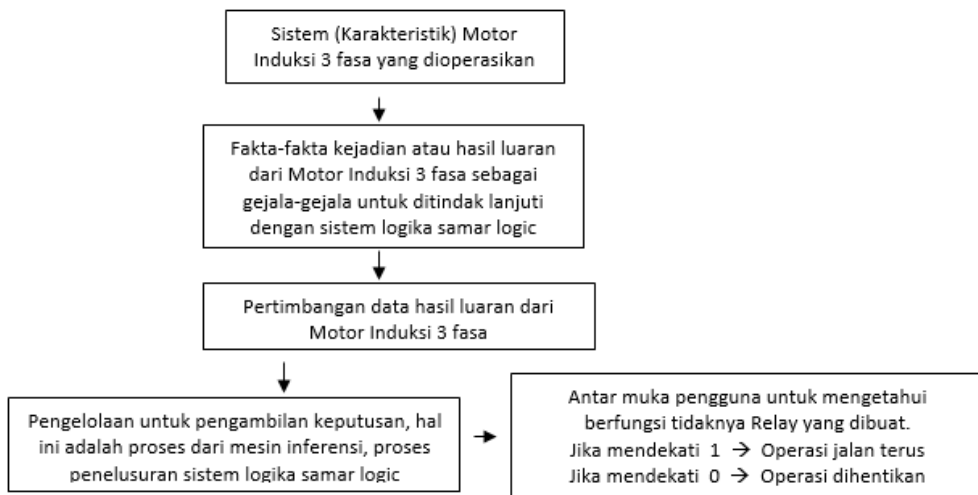 Sistem (Karakteristik) Motor
Induksi 3 fasa yang dioperasikan
Fakta-fakta kejadian atau hasil luaran
dari Motor Induksi 3 fasa sebagai
gejala-gejala untuk ditindak lanjuti
dengan sistem logika samar logic
Pertimbangan data hasil luaran dari
Motor Induksi 3 fasa
Pengelolaan untuk pengambilan keputusan, hal
ini adalah proses dari mesin inferensi, proses
penelusuran sistem logika samar logic
Antar muka pengguna untuk mengetahui
berfungsi tidaknya Relay yang dibuat.
Jika mendekati 1 → Operasi jalan terus
Jika mendekati 0 → Operasi dihentikan